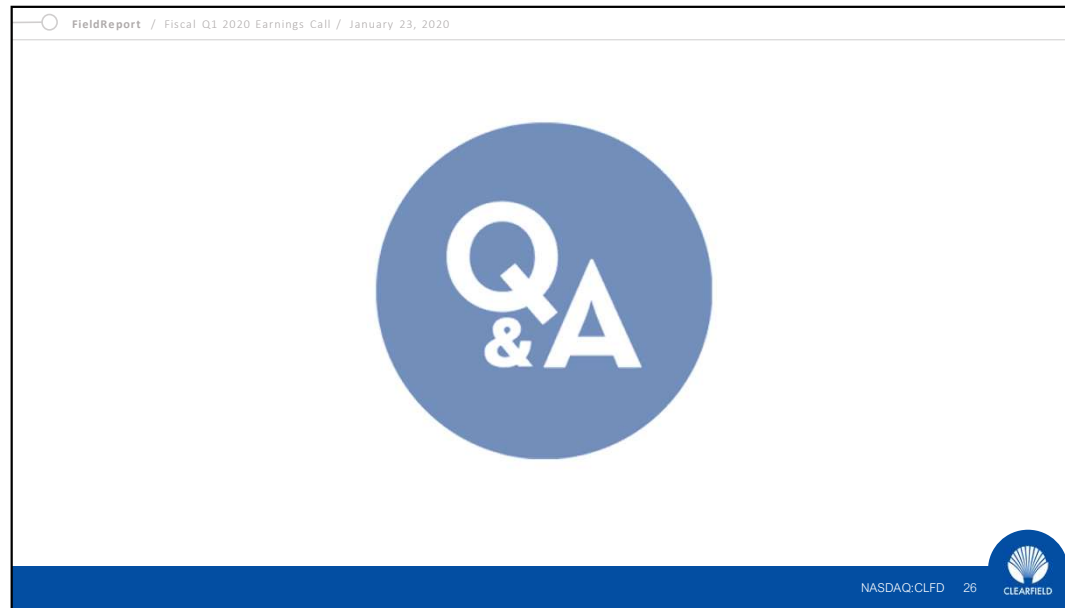 FieldReport / Fiscal Q1 2020 Earnings Call / January 23, 2020
Q
&A
NASDAQ:CLFD 26
CLEARFIELD